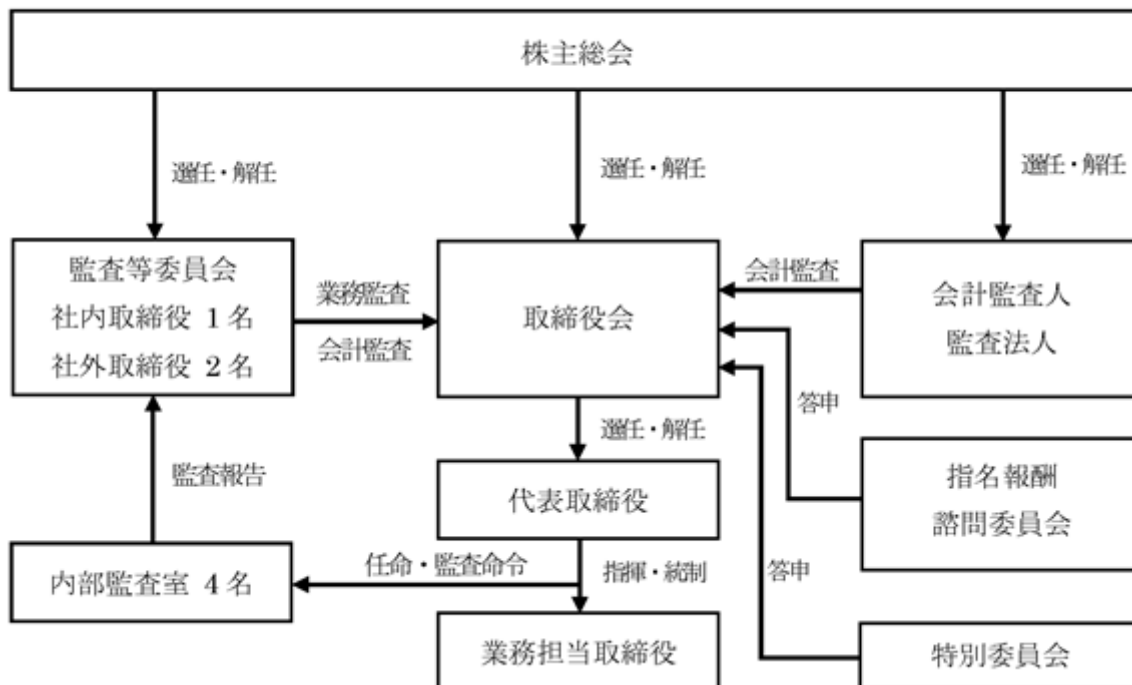 株主総会
選任・解任
選任・解任
選任・解任
監査等委員会
社内取締役 1 名
社外取締役 2 名
業務監査
会計監査
取締役会
会計監査
会計監査人
監査法人
答申
選任・解任
監査報告
代表取締役
指名報酬
諮問委員会
内部監査室 4 名
任命・監査命令
指揮・統制
答申
業務担当取締役
特別委員会